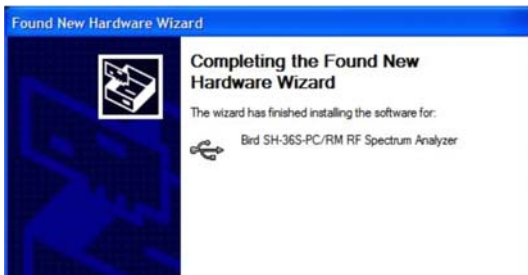 Found New Hardware Wizard
Completing the Found New
Hardware Wizard
The wizard has finished installing the software for:
Bird SH-36S-PC/RM RF Spectrum Analyzer